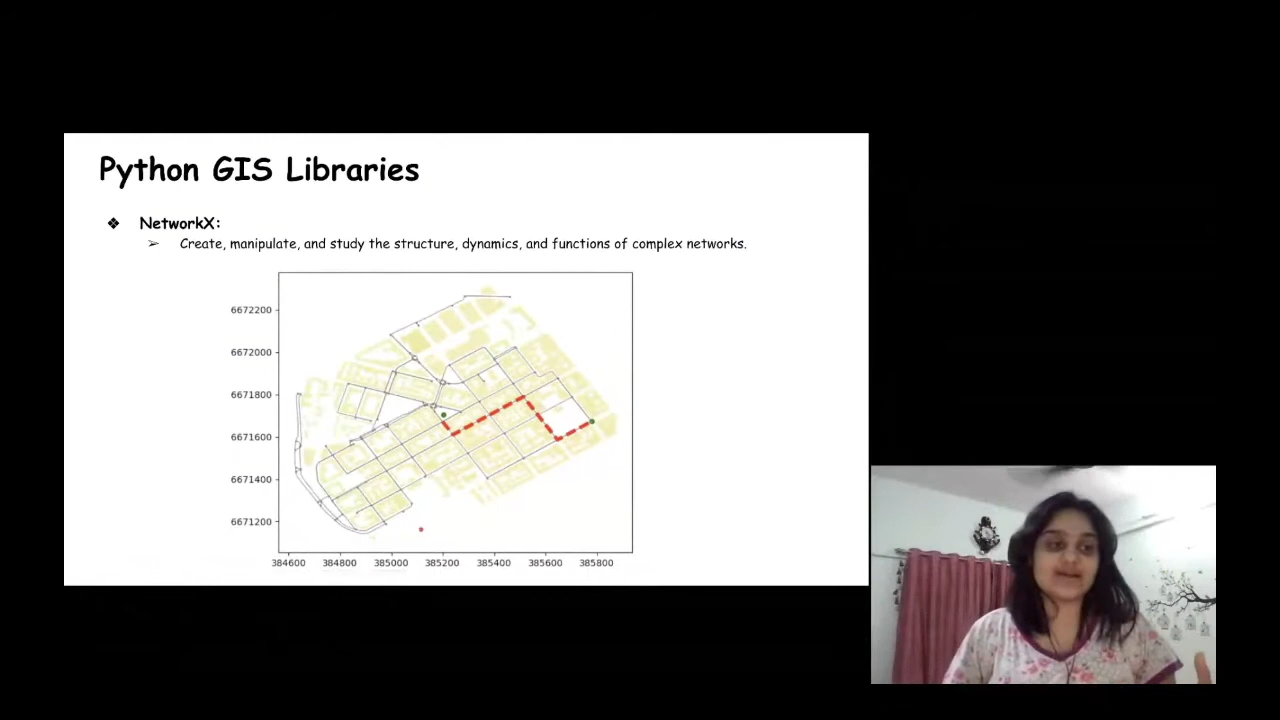 Python GIS Libraries
❖ NetworkX:
➢ Create, manipulate, and study the structure, dynamics, and functions of complex networks.
6672200
6672000
6671800
6671600
6671400
6671200
384600 384800 385000 385200 385400 385600 385800